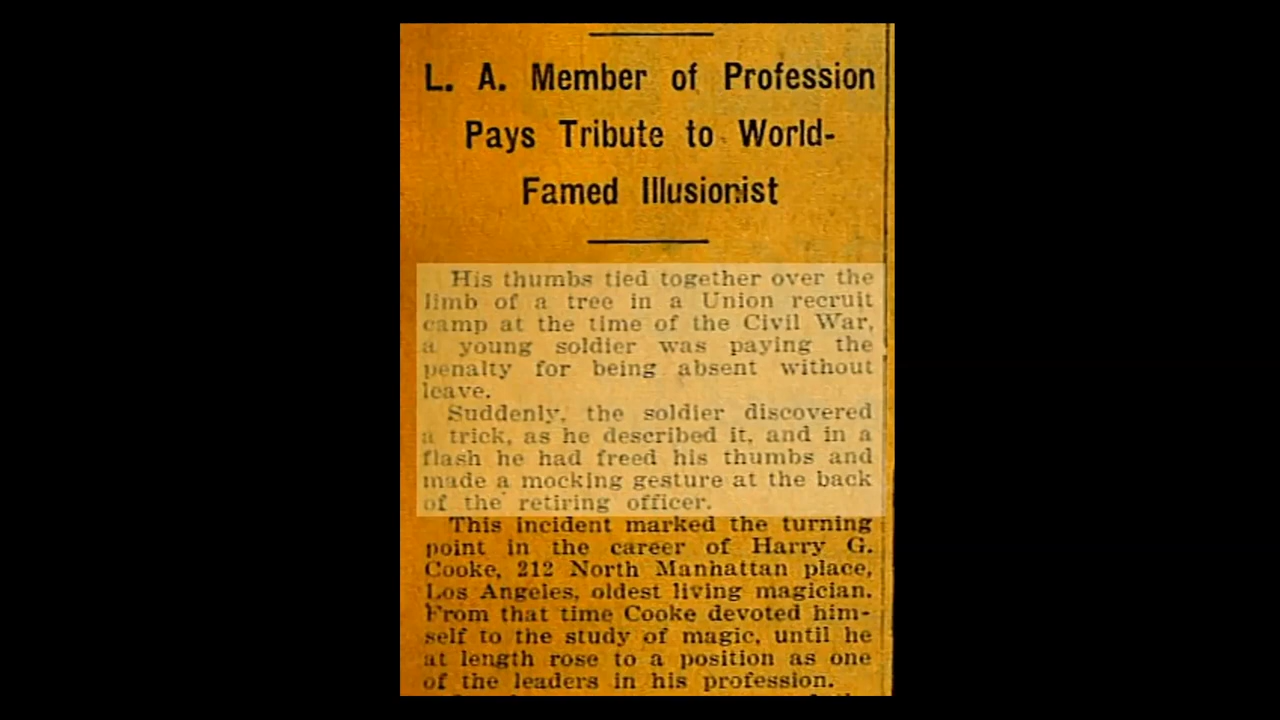 L. A. Member of Profession
Pays Tribute to World-
Famed Illusionist
His thumbs tied together over the
limb of a tree in a Union recruit
camp at the time of the Civil War,
a young soldier was paying the
penalty for being absent without
leave.
Suddenly, the soldier discovered
a trick, as he described it, and in a
flash he had freed his thumbs and
made a mocking gesture at the back
of the retiring officer.
This incident marked the turning
point in the career of Harry G.
Cooke, 212 North Manhattan place,
Los Angeles, oldest living magician.
From that time Cooke devoted him-
self to the study of magic, until he
at length rose to a position as one
of the leaders in his profession.